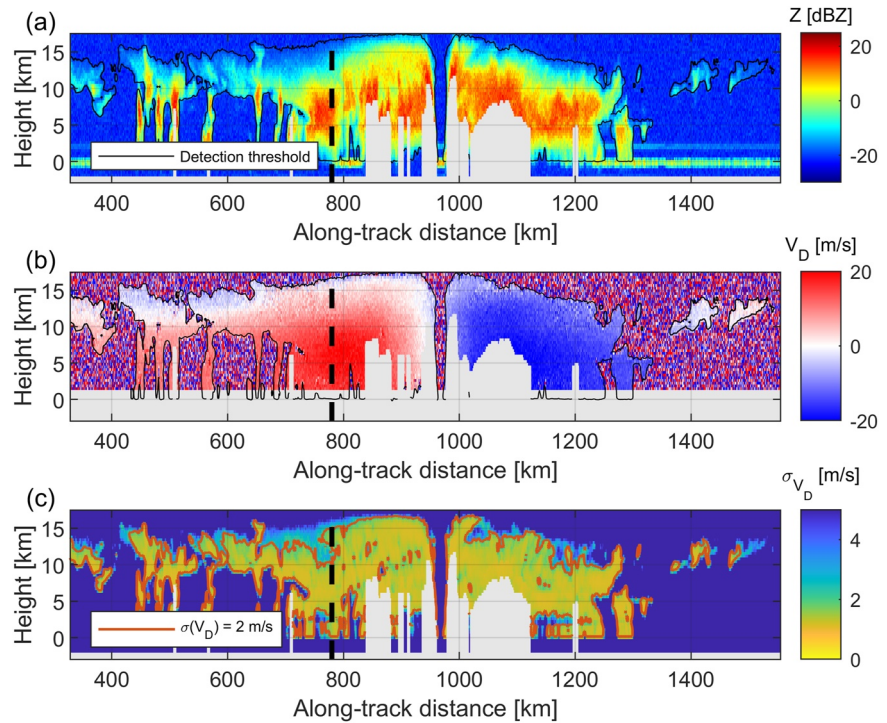 (a)
Z [dBZ]
Height [km]
15
10
5
0
Detection threshold
20
0
-20
400 600 800 1000 1200 1400
Along-track distance [km]
(b)
V_D [m/s]
Height [km]
15
10
5
0
20
0
-20
400 600 800 1000 1200 1400
Along-track distance [km]
(c)
σ_{V_D} [m/s]
Height [km]
15
10
5
0
σ(V_D) = 2 m/s
4
2
0
400 600 800 1000 1200 1400
Along-track distance [km]